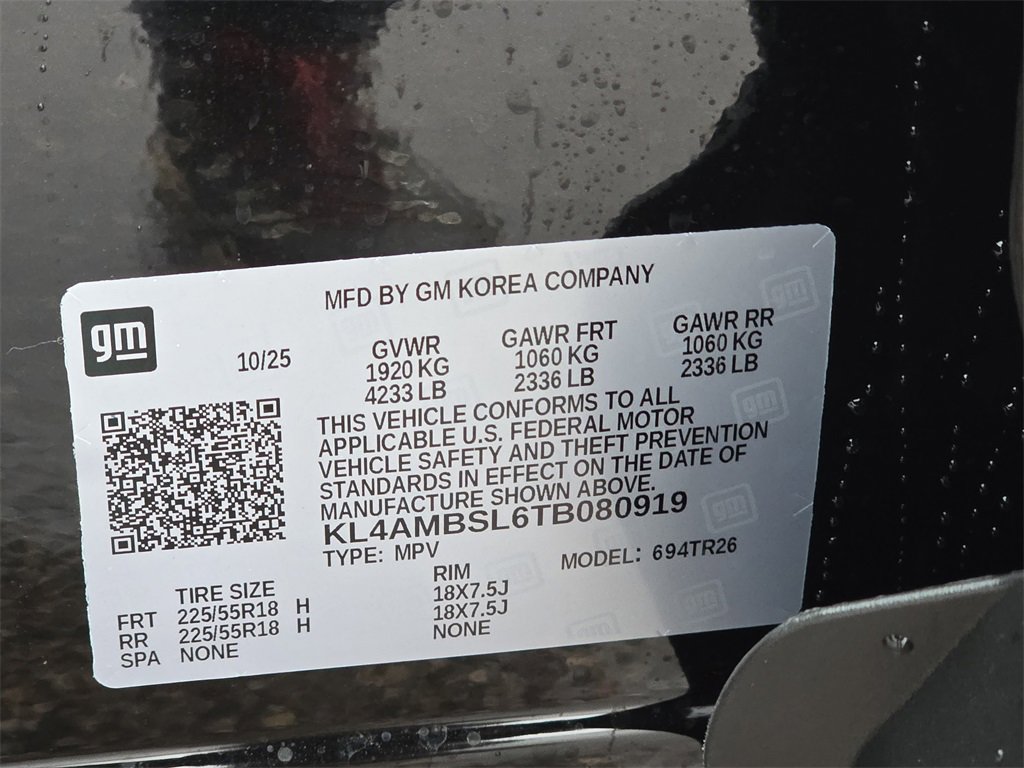 MFD BY GM KOREA COMPANY
gm
10/25
GVWR GAWR FRT GAWR RR
1920 KG 1060 KG 1060 KG
4233 LB 2336 LB 2336 LB
THIS VEHICLE CONFORMS TO ALL
APPLICABLE U.S. FEDERAL MOTOR
VEHICLE SAFETY AND THEFT PREVENTION
STANDARDS IN EFFECT ON THE DATE OF
MANUFACTURE SHOWN ABOVE.
KL4AMBSL6TB080919
TYPE: MPV MODEL: 694TR26
TIRE SIZE RIM
FRT 225/55R18 H 18X7.5J
RR 225/55R18 H 18X7.5J
SPA NONE NONE